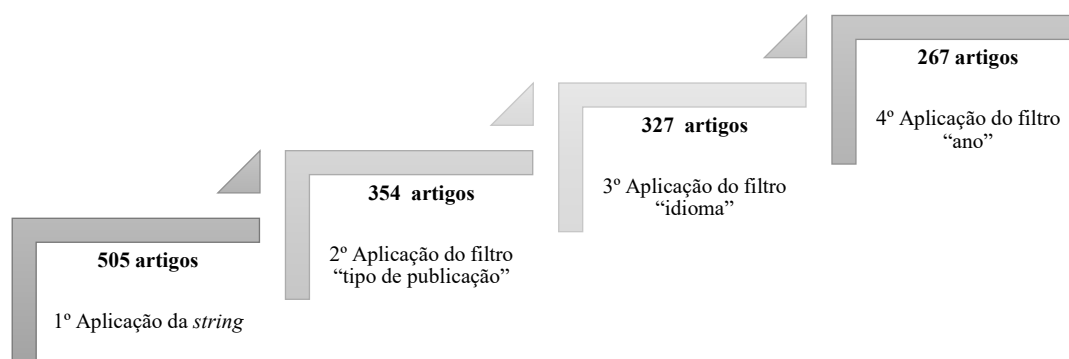 505 artigos
1º Aplicação da string
354 artigos
2º Aplicação do filtro
“tipo de publicação”
327 artigos
3º Aplicação do filtro
“idioma”
267 artigos
4º Aplicação do filtro
“ano”